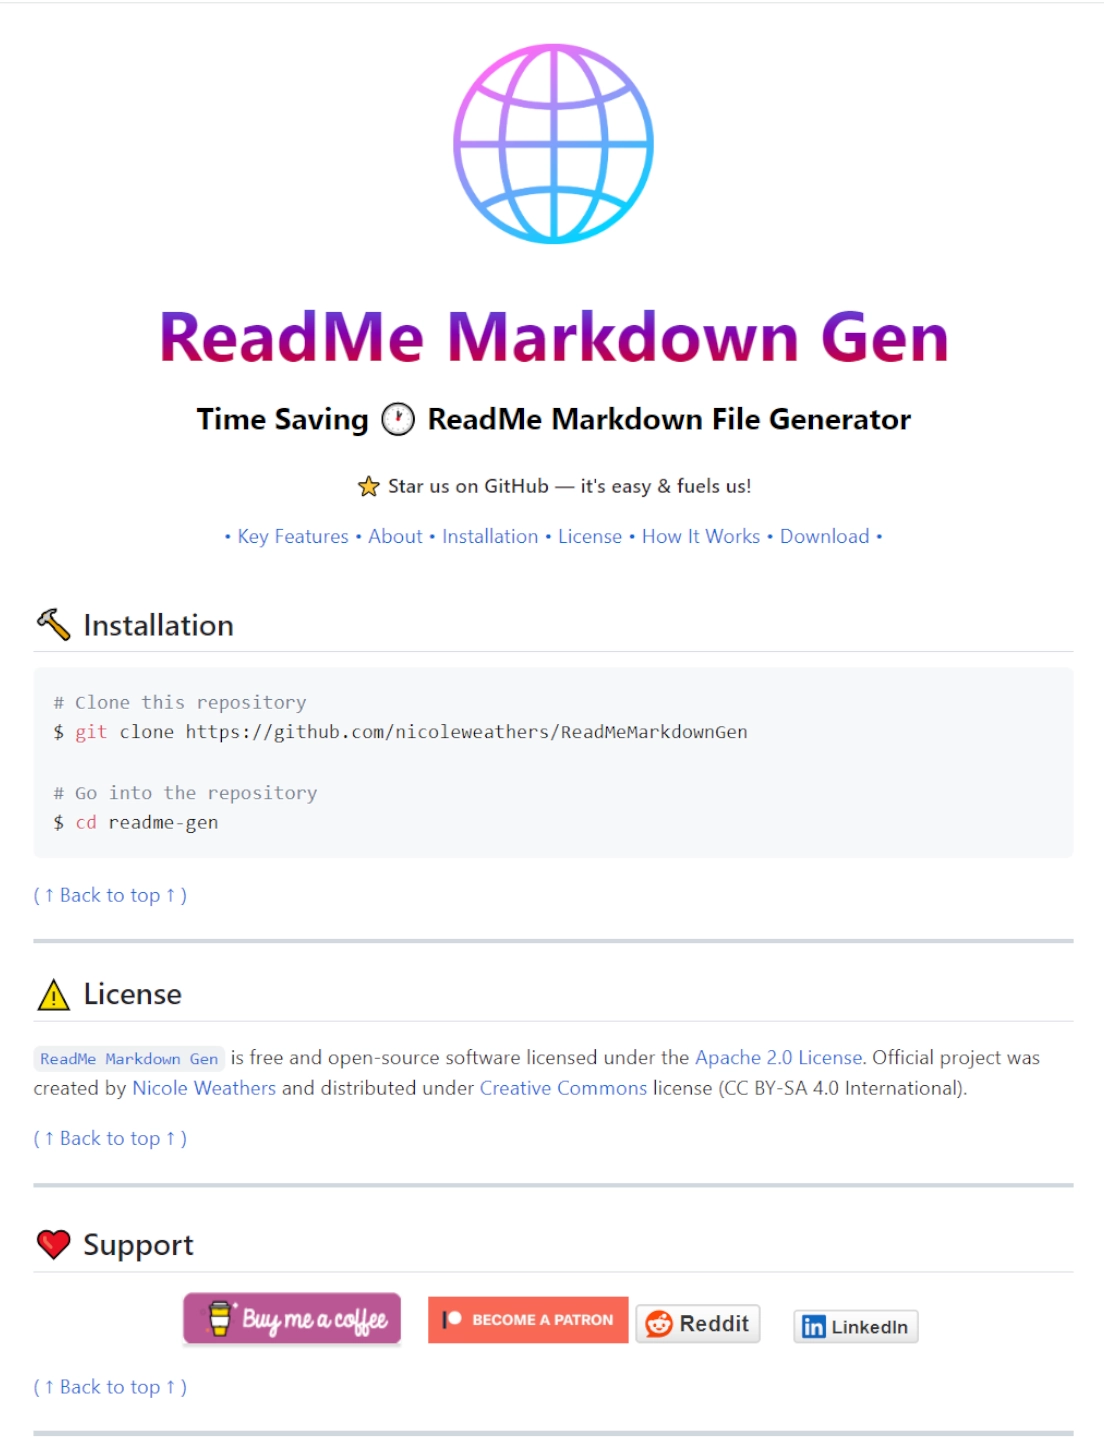 ReadMe Markdown Gen
Time Saving 🕐 ReadMe Markdown File Generator
⭐ Star us on GitHub — it's easy & fuels us!
• Key Features • About • Installation • License • How It Works • Download •
🔨 Installation
# Clone this repository
$ git clone https://github.com/nicoleweathers/ReadMeMarkdownGen
# Go into the repository
$ cd readme-gen
( ↑ Back to top ↑ )
⚠️ License
ReadMe Markdown Gen is free and open-source software licensed under the Apache 2.0 License. Official project was
created by Nicole Weathers and distributed under Creative Commons license (CC BY-SA 4.0 International).
( ↑ Back to top ↑ )
❤️ Support
Buy me a coffee BECOME A PATRON Reddit LinkedIn
( ↑ Back to top ↑ )